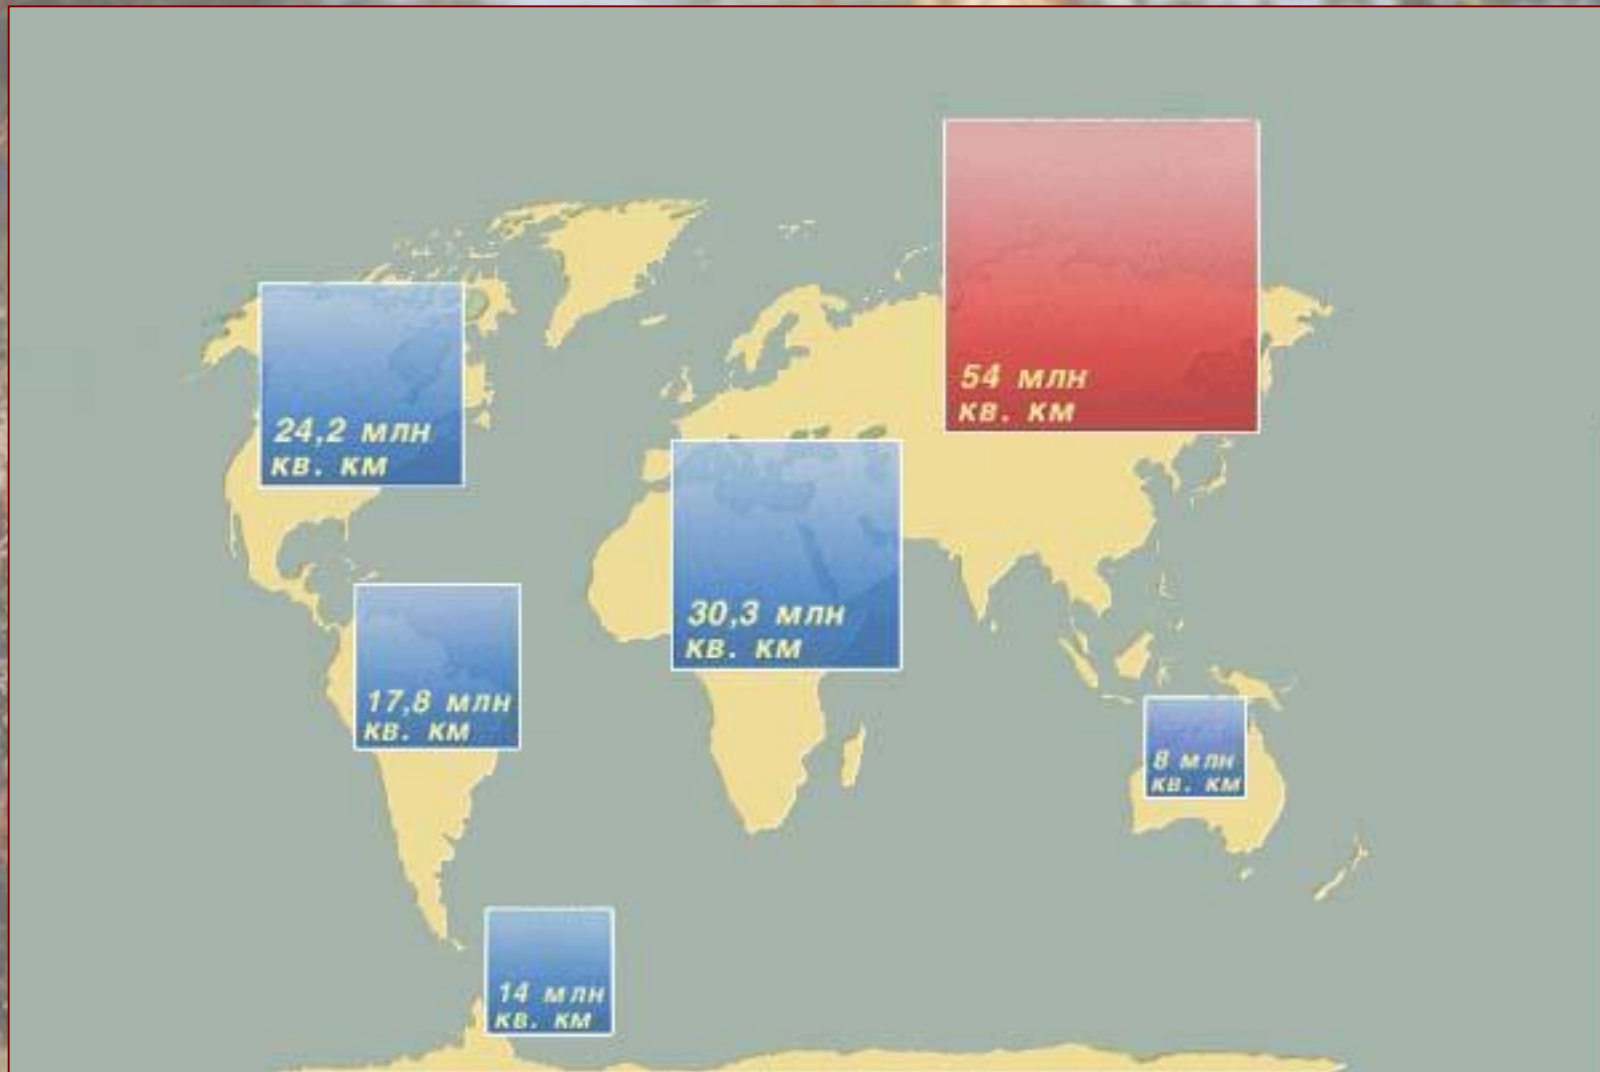 54 млн
кв. км
24,2 млн
кв. км
30,3 млн
кв. км
17,8 млн
кв. км
8 млн
кв. км
14 млн
кв. км